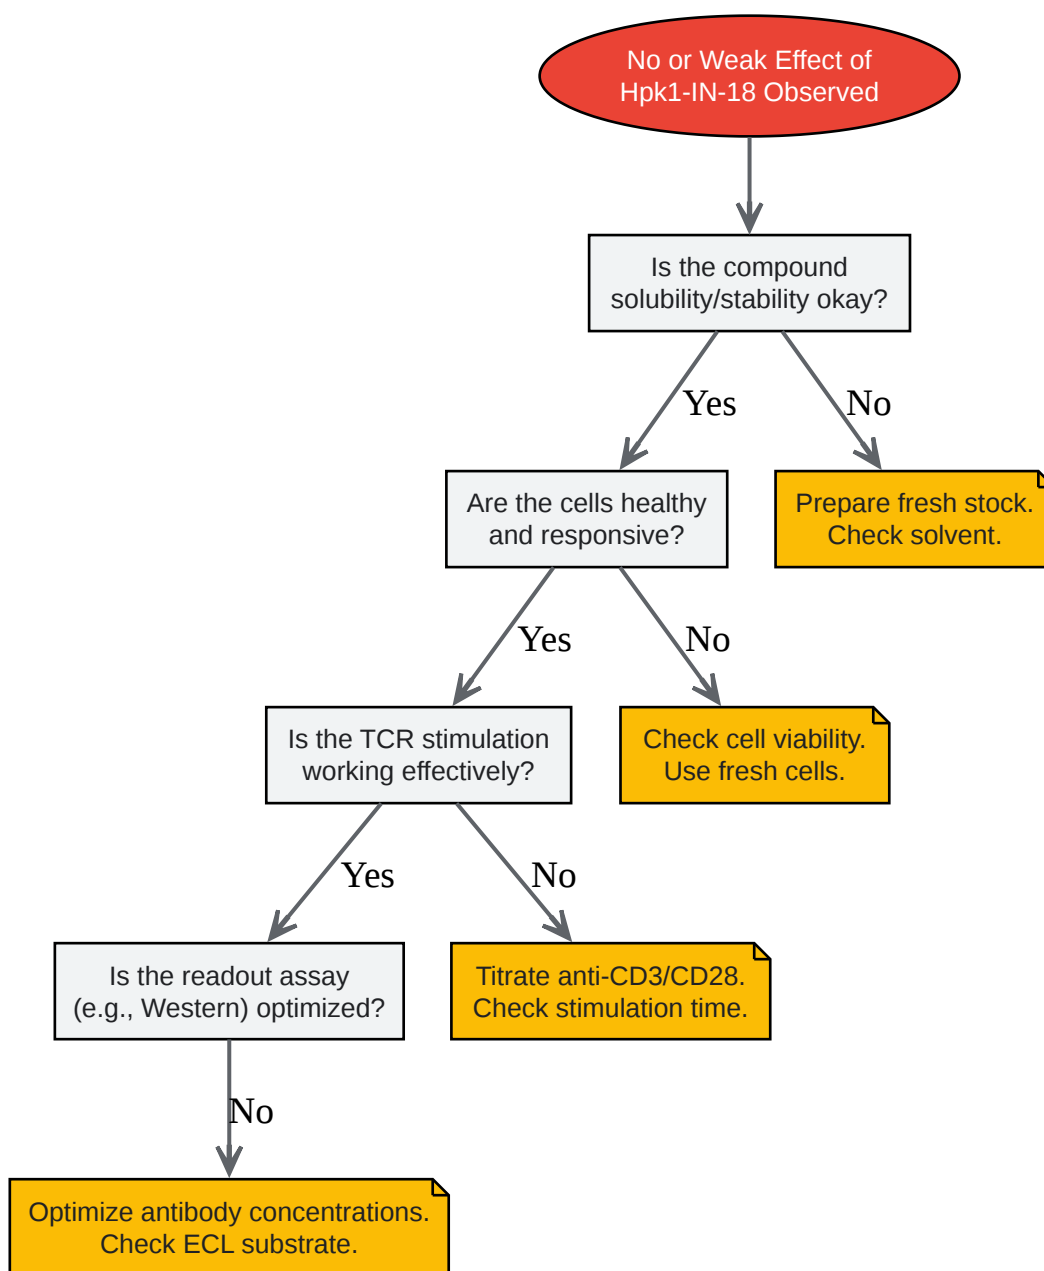 No or Weak Effect of
Hpk1-IN-18 Observed
Is the compound
solubility/stability okay?
Yes
No
Are the cells healthy
and responsive?
Prepare fresh stock.
Check solvent.
Yes
No
Is the TCR stimulation
working effectively?
Check cell viability.
Use fresh cells.
Yes
No
Is the readout assay
(e.g., Western) optimized?
Titrate anti-CD3/CD28.
Check stimulation time.
No
Optimize antibody concentrations.
Check ECL substrate.